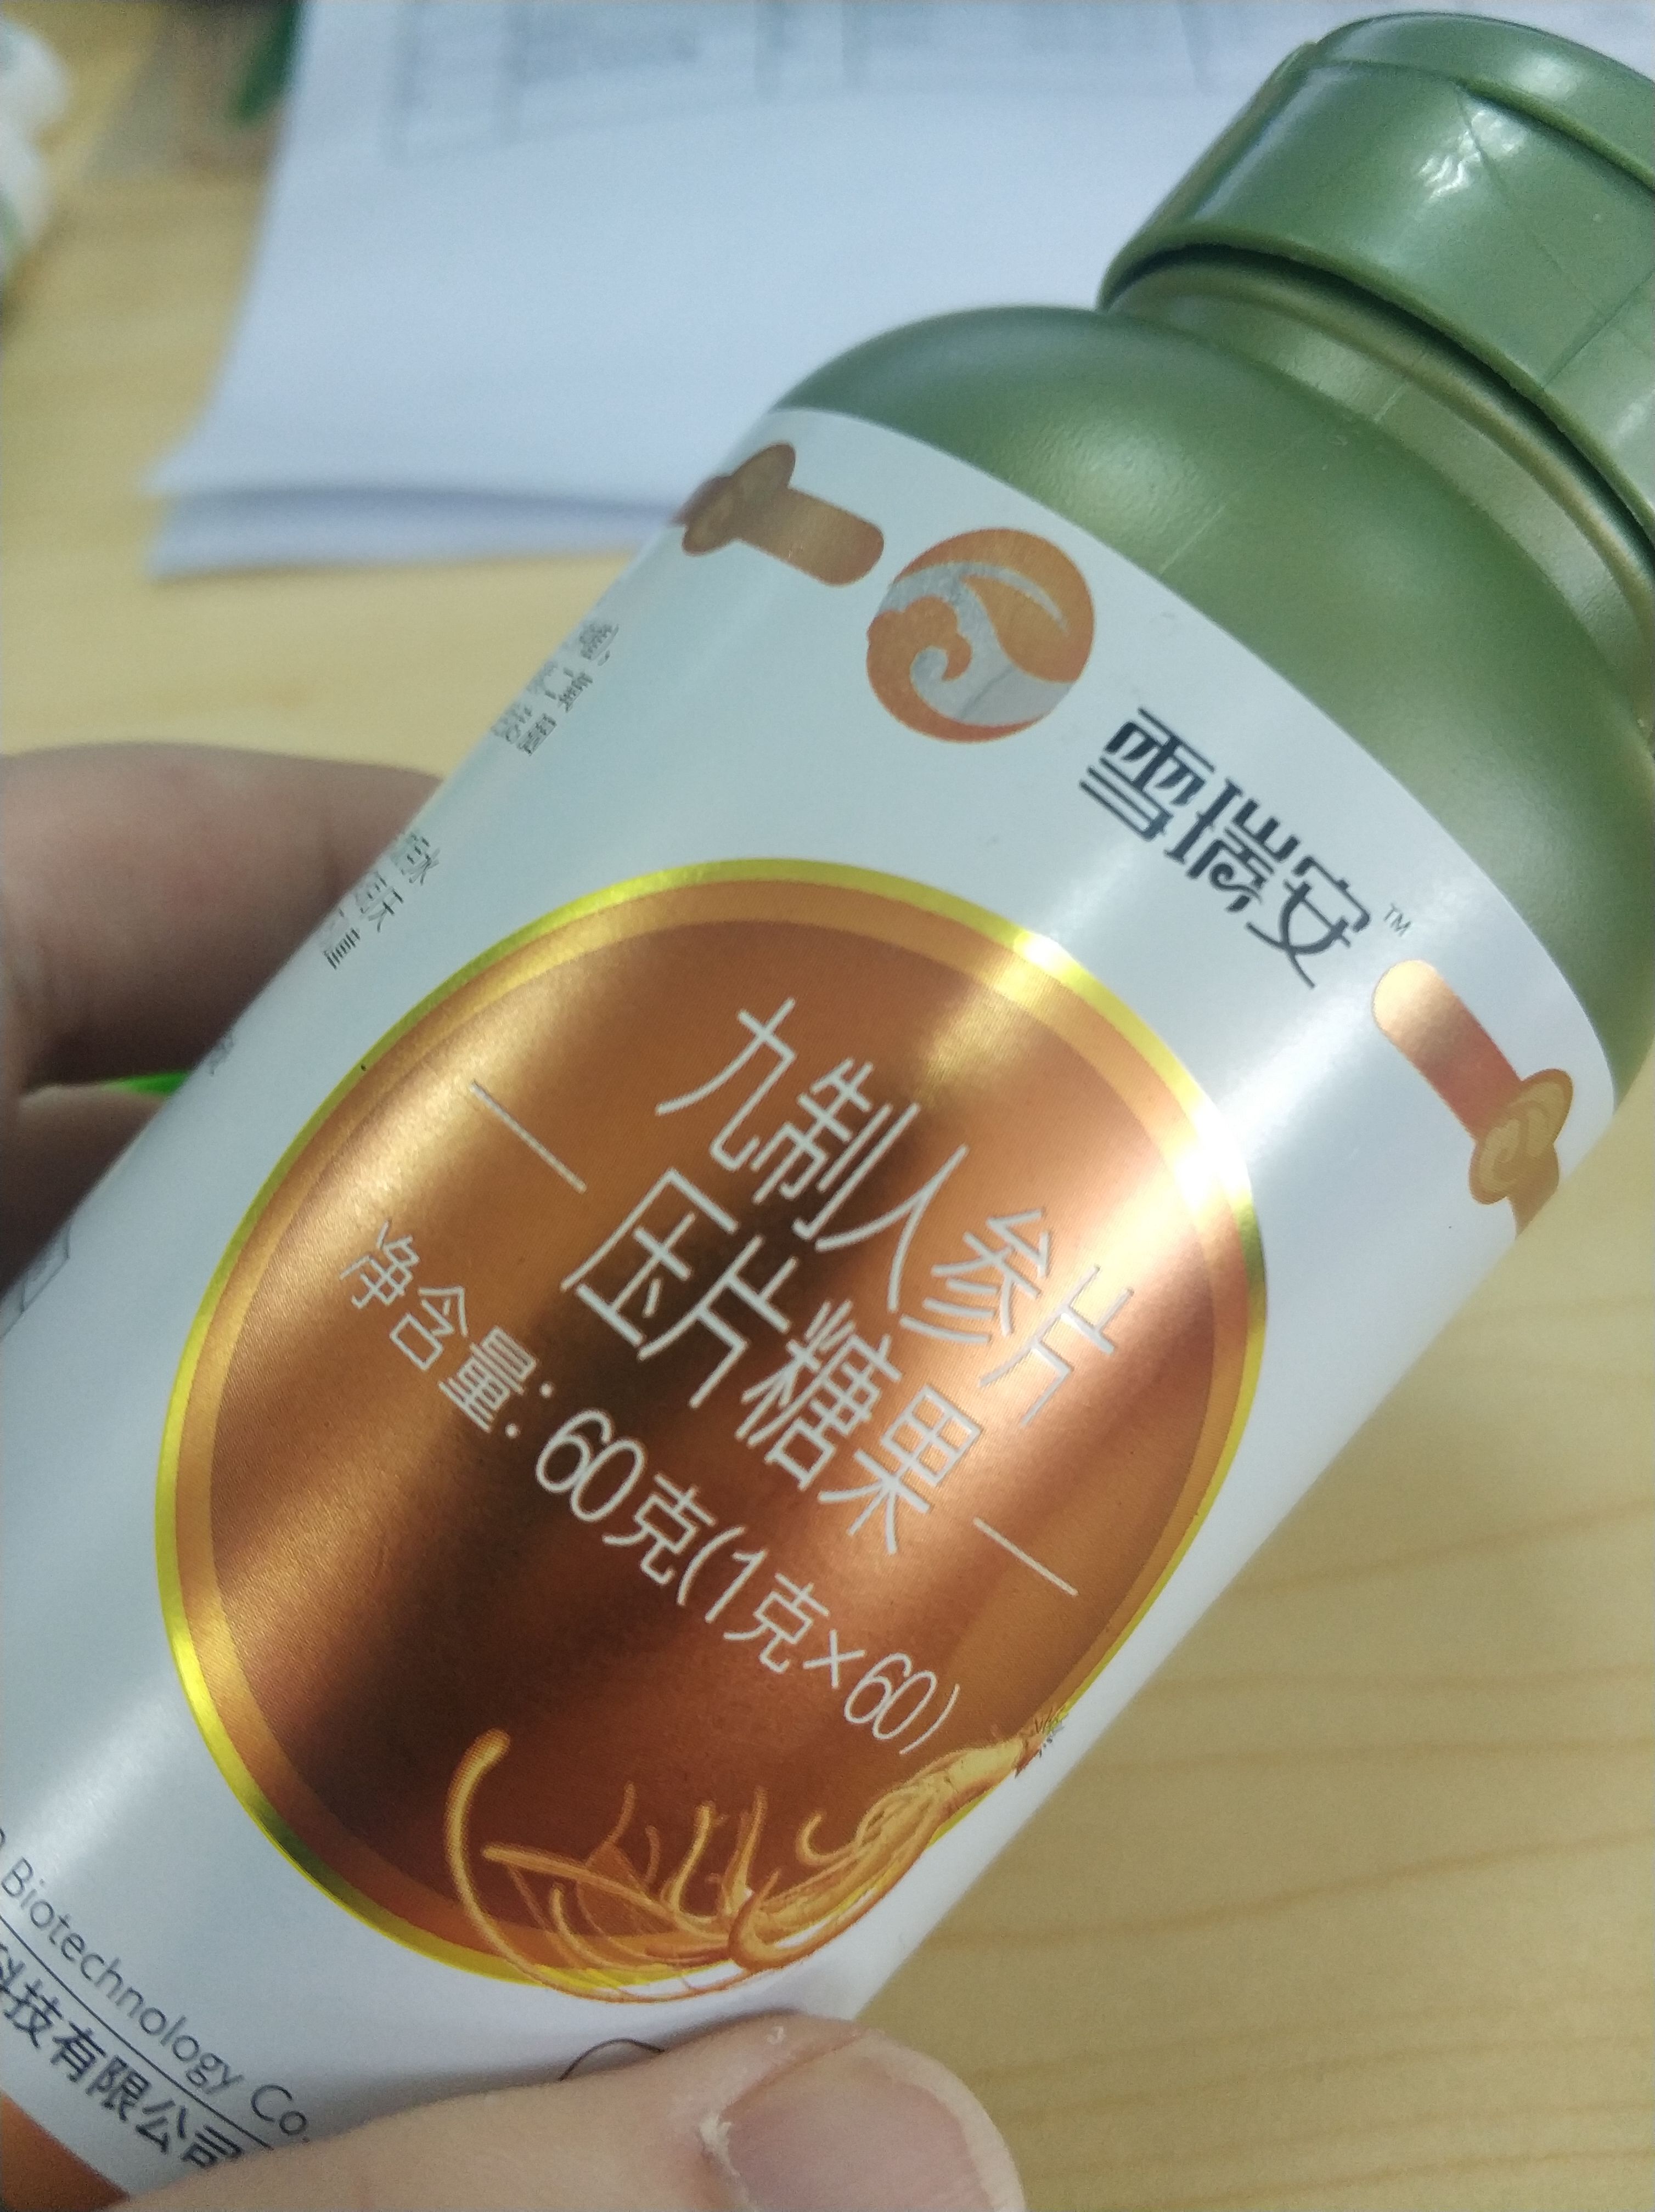 雪瑞安™
九制人参片
压片糖果
净含量:60克(1克×60)
Biotechnology Co.
科技有限公司